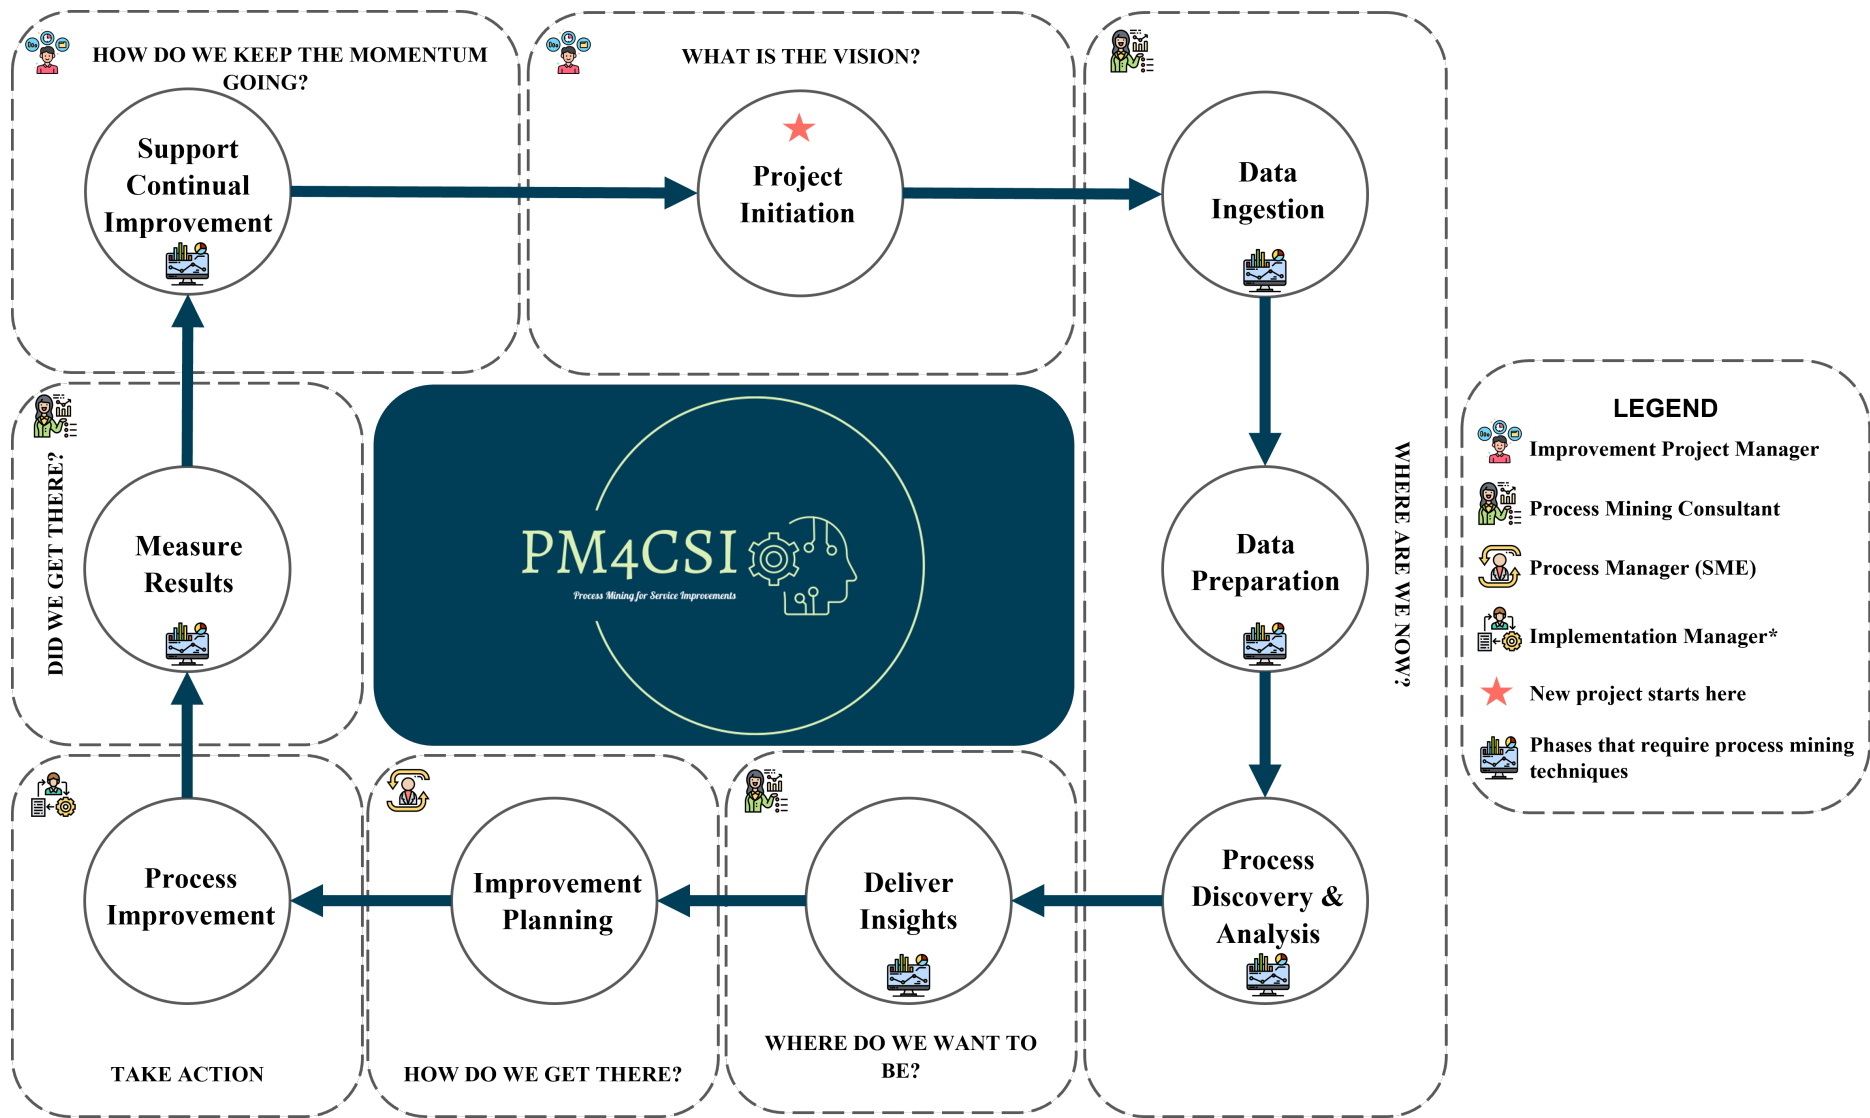 HOW DO WE KEEP THE MOMENTUM
GOING?
Support
Continual
Improvement
WHAT IS THE VISION?
Project
Initiation
Data
Ingestion
Data
Preparation
WHERE ARE WE NOW?
Process
Discovery &
Analysis
Deliver
Insights
WHERE DO WE WANT TO
BE?
Improvement
Planning
HOW DO WE GET THERE?
Process
Improvement
TAKE ACTION
Measure
Results
DID WE GET THERE?
PM4CSI
Process Mining for Service Improvements
LEGEND
Improvement Project Manager
Process Mining Consultant
Process Manager (SME)
Implementation Manager*
New project starts here
Phases that require process mining
techniques